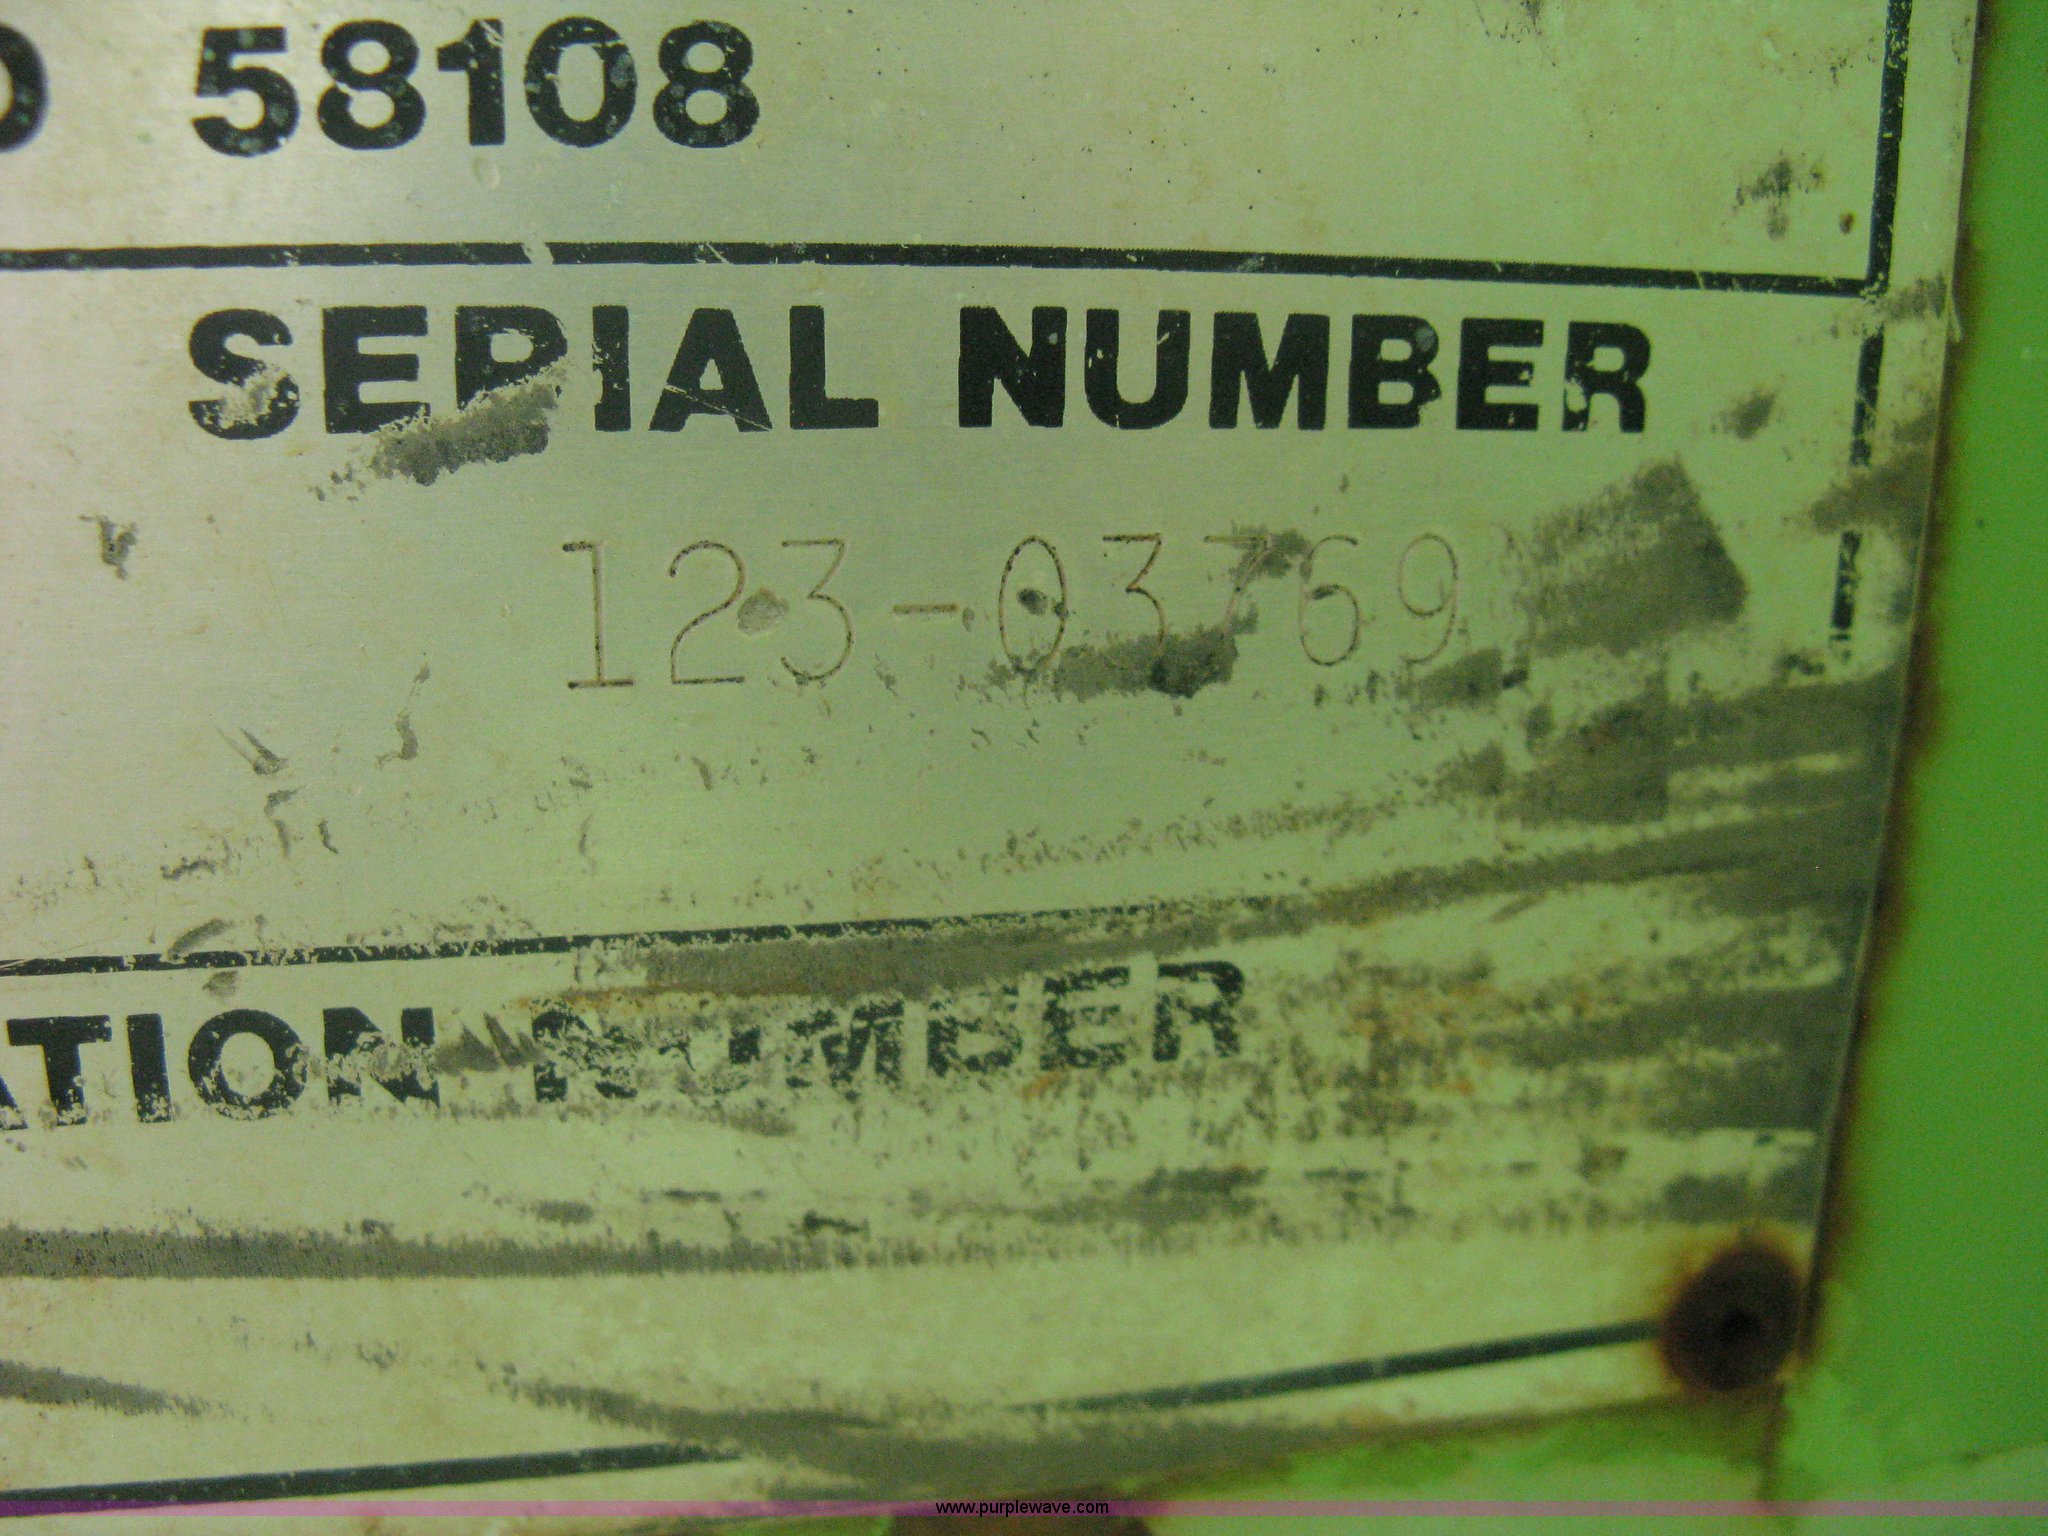 D 58108
SERIAL NUMBER
123-03769
ATION NUMBER
www.purplewave.com